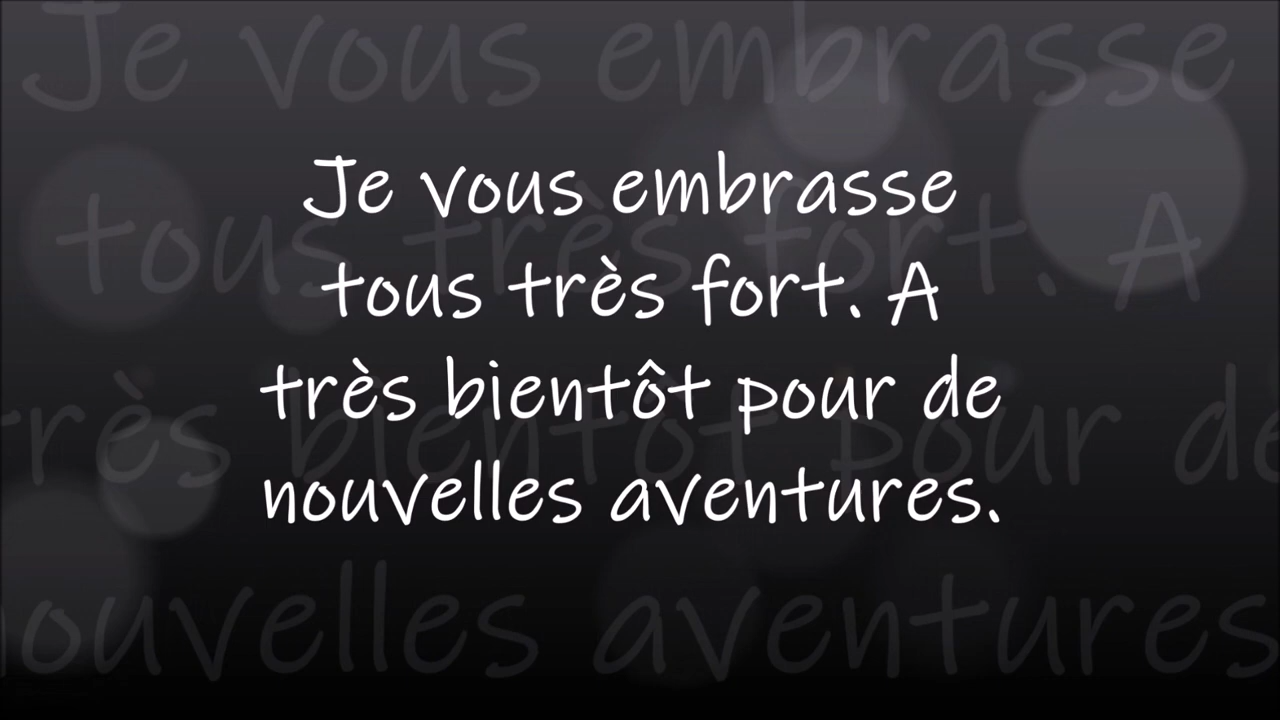 Je vous embrasse
tous très fort. A
très bientôt pour de
nouvelles aventures.